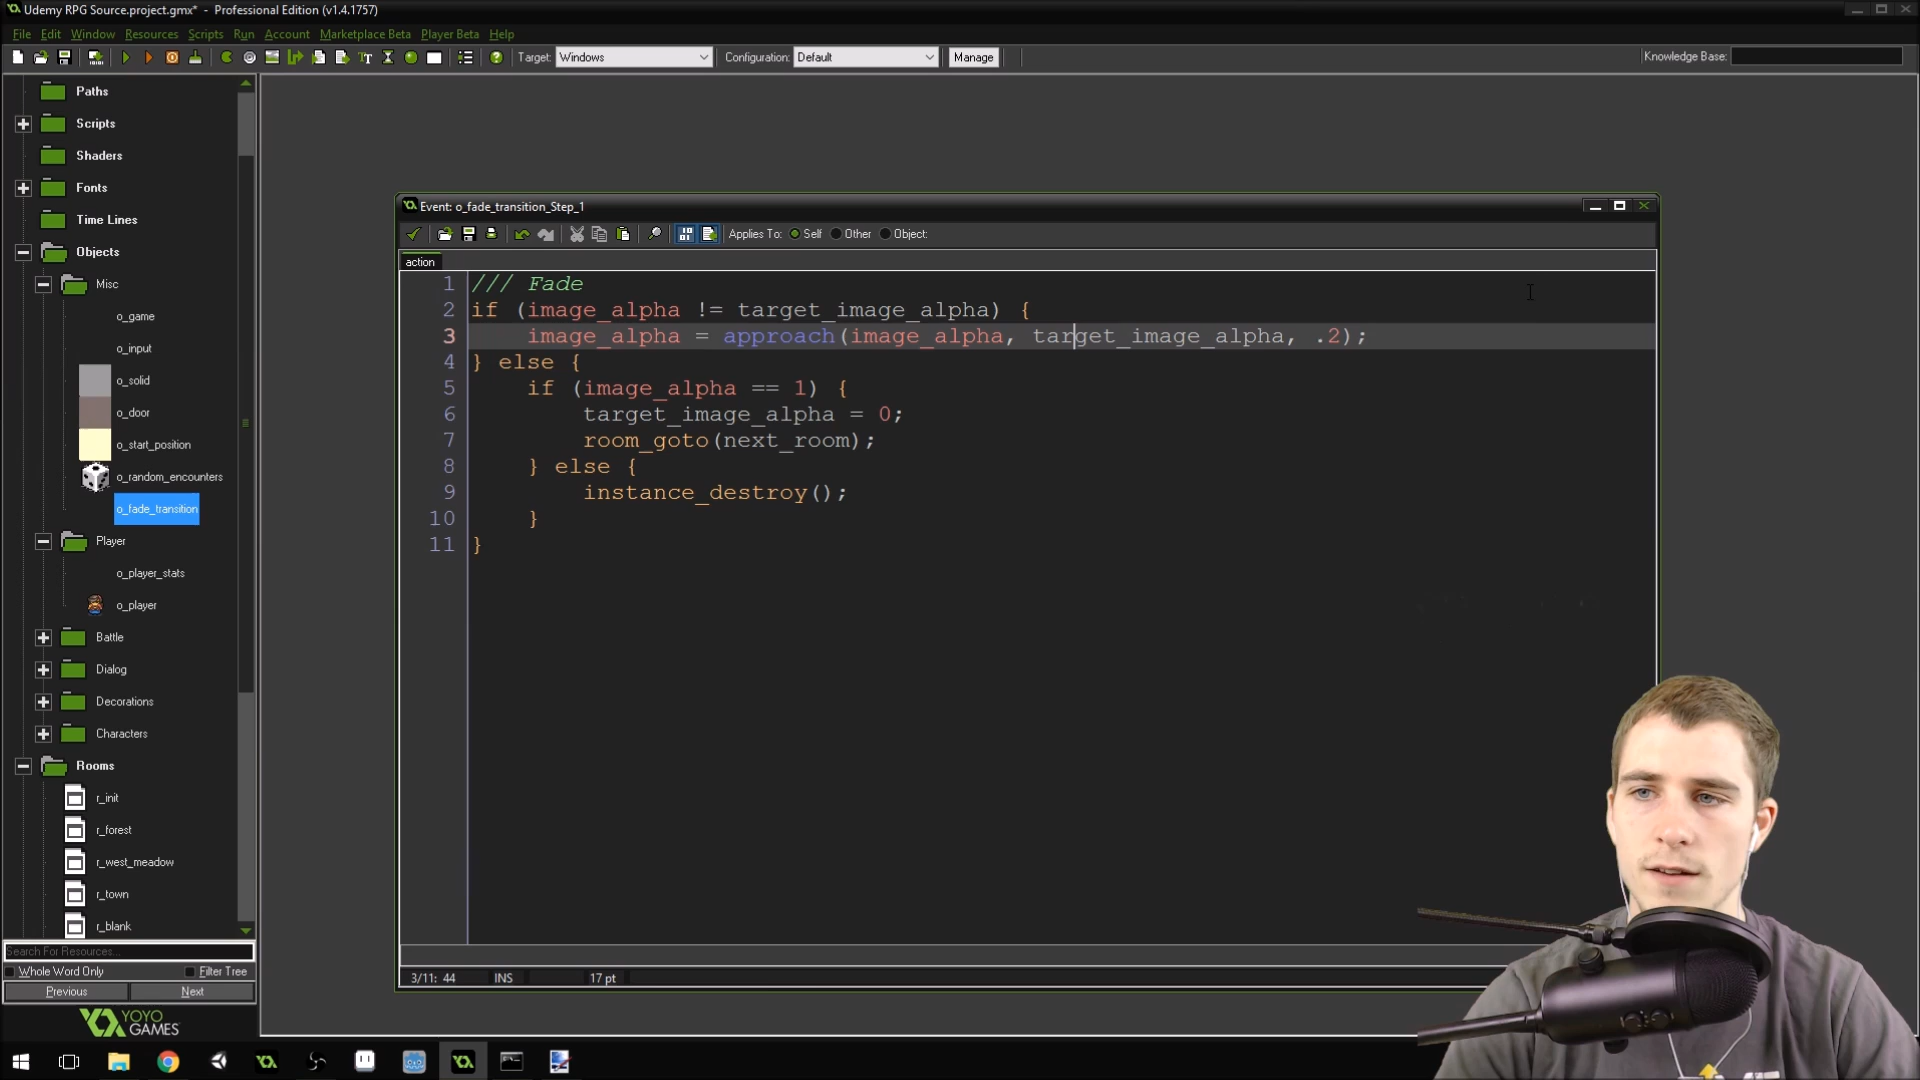 Udemy RPG Source.project.gmx* - Professional Edition (v1.4.1757)
File Edit Window Resources Scripts Run Account Marketplace Beta Player Beta Help
Target: Windows Configuration: Default Manage Knowledge Base:
Paths
Scripts
Shaders
Fonts
Time Lines
Objects
Misc
o_game
o_input
o_solid
o_door
o_start_position
o_random_encounters
o_fade_transition
Player
o_player_stats
o_player
Battle
Dialog
Decorations
Characters
Rooms
r_init
r_forest
r_west_meadow
r_town
r_blank
Search For Resources...
Whole Word Only Filter Tree
Previous Next
YOYO
GAMES
Event: o_fade_transition_Step_1
Applies To: Self Other Object:
action
1 /// Fade
2 if (image_alpha != target_image_alpha) {
3 image_alpha = approach(image_alpha, target_image_alpha, .2);
4 } else {
5 if (image_alpha == 1) {
6 target_image_alpha = 0;
7 room_goto(next_room);
8 } else {
9 instance_destroy();
10 }
11 }
3/11: 44 INS 17 pt